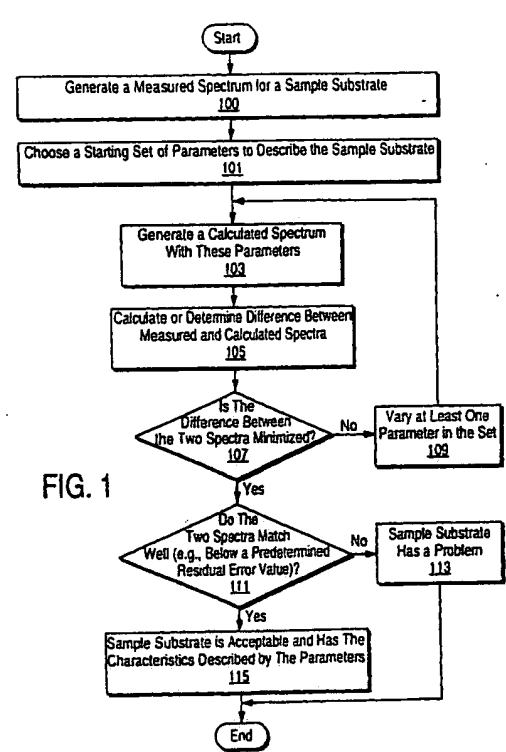 Start
Generate a Measured Spectrum for a Sample Substrate
100
Choose a Starting Set of Parameters to Describe the Sample Substrate
101
Generate a Calculated Spectrum
With These Parameters
103
Calculate or Determine Difference Between
Measured and Calculated Spectra
105
Is The
Difference Between
the Two Spectra Minimized?
107
No
Vary at Least One
Parameter in the Set
109
Yes
FIG. 1
Do The
Two Spectra Match
Well (e.g., Below a Predetermined
Residual Error Value)?
111
No
Sample Substrate
Has a Problem
113
Yes
Sample Substrate is Acceptable and Has The
Characteristics Described by The Parameters
115
End